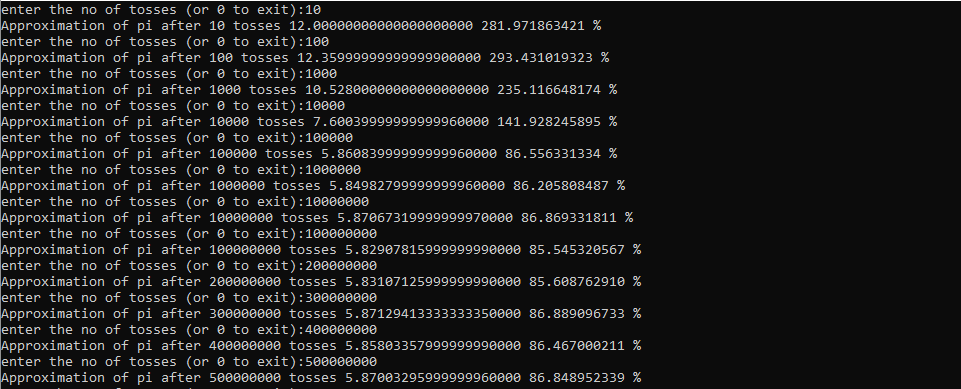 enter the no of tosses (or 0 to exit):10
Approximation of pi after 10 tosses 12.00000000000000000000 281.971863421 %
enter the no of tosses (or 0 to exit):100
Approximation of pi after 100 tosses 12.35999999999999900000 293.431019323 %
enter the no of tosses (or 0 to exit):1000
Approximation of pi after 1000 tosses 10.52800000000000000000 235.116648174 %
enter the no of tosses (or 0 to exit):10000
Approximation of pi after 10000 tosses 7.60039999999999960000 141.928245895 %
enter the no of tosses (or 0 to exit):100000
Approximation of pi after 100000 tosses 5.86083999999999960000 86.556331334 %
enter the no of tosses (or 0 to exit):1000000
Approximation of pi after 1000000 tosses 5.84982799999999960000 86.205808487 %
enter the no of tosses (or 0 to exit):10000000
Approximation of pi after 10000000 tosses 5.87067319999999970000 86.869331811 %
enter the no of tosses (or 0 to exit):100000000
Approximation of pi after 100000000 tosses 5.82907815999999990000 85.545320567 %
enter the no of tosses (or 0 to exit):200000000
Approximation of pi after 200000000 tosses 5.83107125999999990000 85.608762910 %
enter the no of tosses (or 0 to exit):300000000
Approximation of pi after 300000000 tosses 5.87129413333333350000 86.889096733 %
enter the no of tosses (or 0 to exit):400000000
Approximation of pi after 400000000 tosses 5.85803357999999990000 86.467000211 %
enter the no of tosses (or 0 to exit):500000000
Approximation of pi after 500000000 tosses 5.87003295999999960000 86.848952339 %